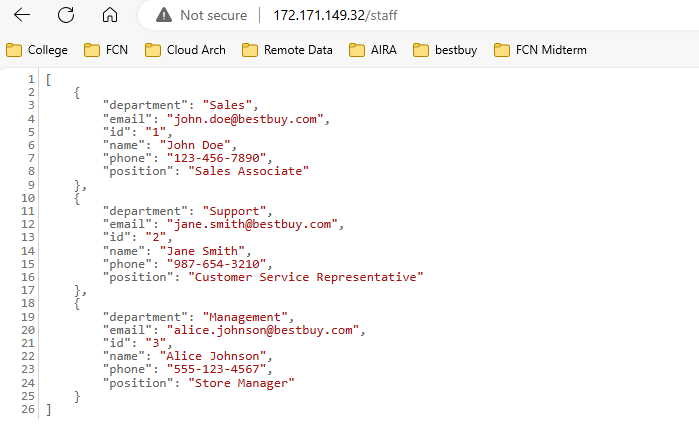 Not secure | 172.171.149.32/staff
College FCN Cloud Arch Remote Data AIRA bestbuy FCN Midterm
1 [
2 {
3 "department": "Sales",
4 "email": "john.doe@bestbuy.com",
5 "id": "1",
6 "name": "John Doe",
7 "phone": "123-456-7890",
8 "position": "Sales Associate"
9 },
10 {
11 "department": "Support",
12 "email": "jane.smith@bestbuy.com",
13 "id": "2",
14 "name": "Jane Smith",
15 "phone": "987-654-3210",
16 "position": "Customer Service Representative"
17 },
18 {
19 "department": "Management",
20 "email": "alice.johnson@bestbuy.com",
21 "id": "3",
22 "name": "Alice Johnson",
23 "phone": "555-123-4567",
24 "position": "Store Manager"
25 }
26 ]